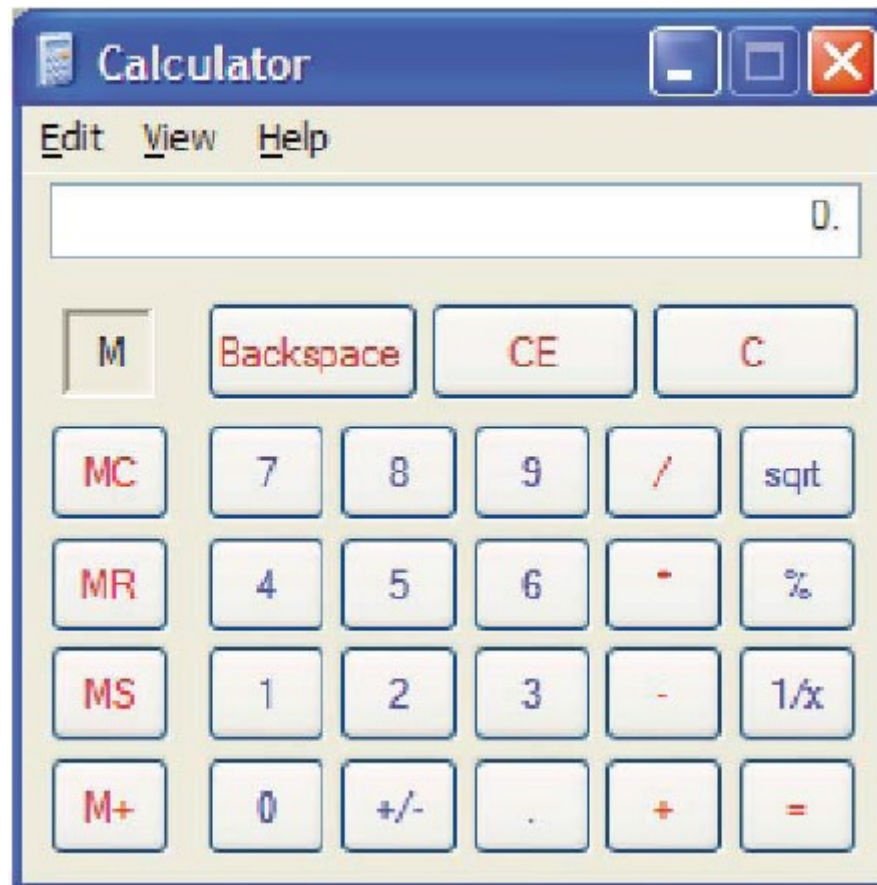 Calculator
Edit View Help
0.
M Backspace CE C
MC 7 8 9 / sqrt
MR 4 5 6 * %
MS 1 2 3 - 1/x
M+ 0 +/- . + =